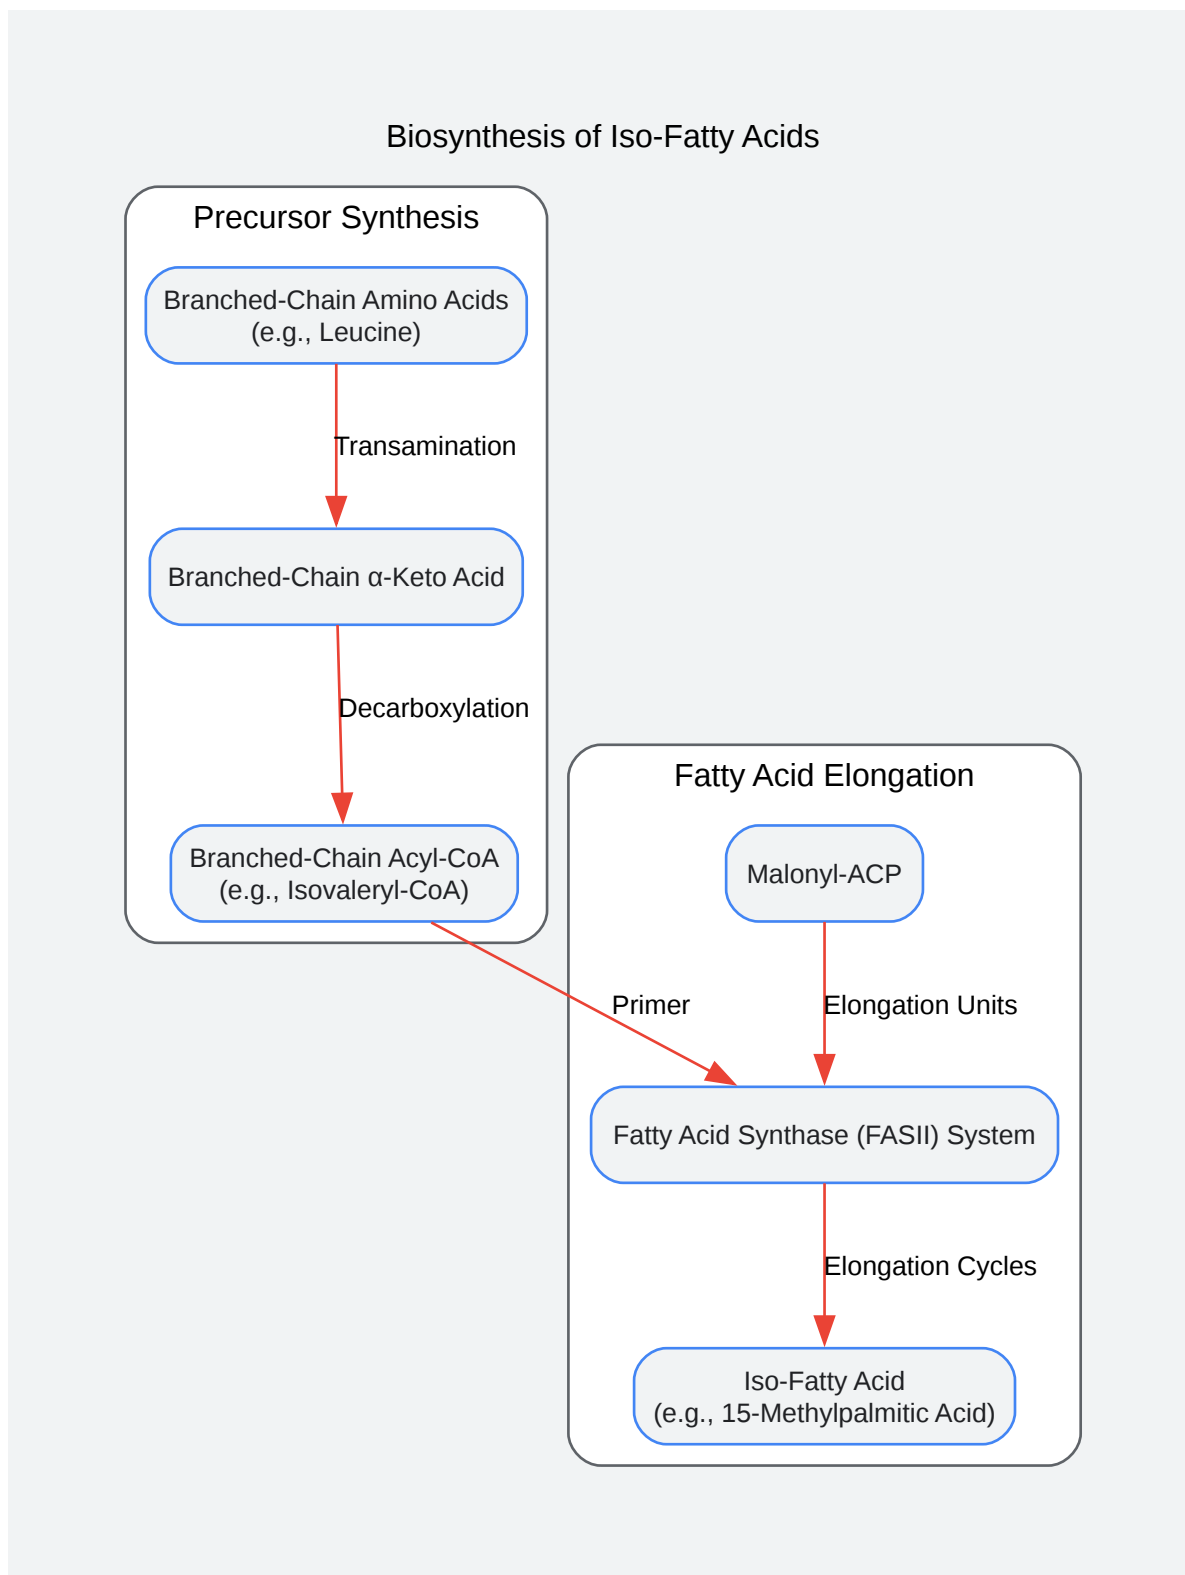 Biosynthesis of Iso-Fatty Acids
Precursor Synthesis
Branched-Chain Amino Acids
(e.g., Leucine)
Transamination
Branched-Chain α-Keto Acid
Decarboxylation
Branched-Chain Acyl-CoA
(e.g., Isovaleryl-CoA)
Primer
Fatty Acid Elongation
Malonyl-ACP
Elongation Units
Fatty Acid Synthase (FASII) System
Elongation Cycles
Iso-Fatty Acid
(e.g., 15-Methylpalmitic Acid)